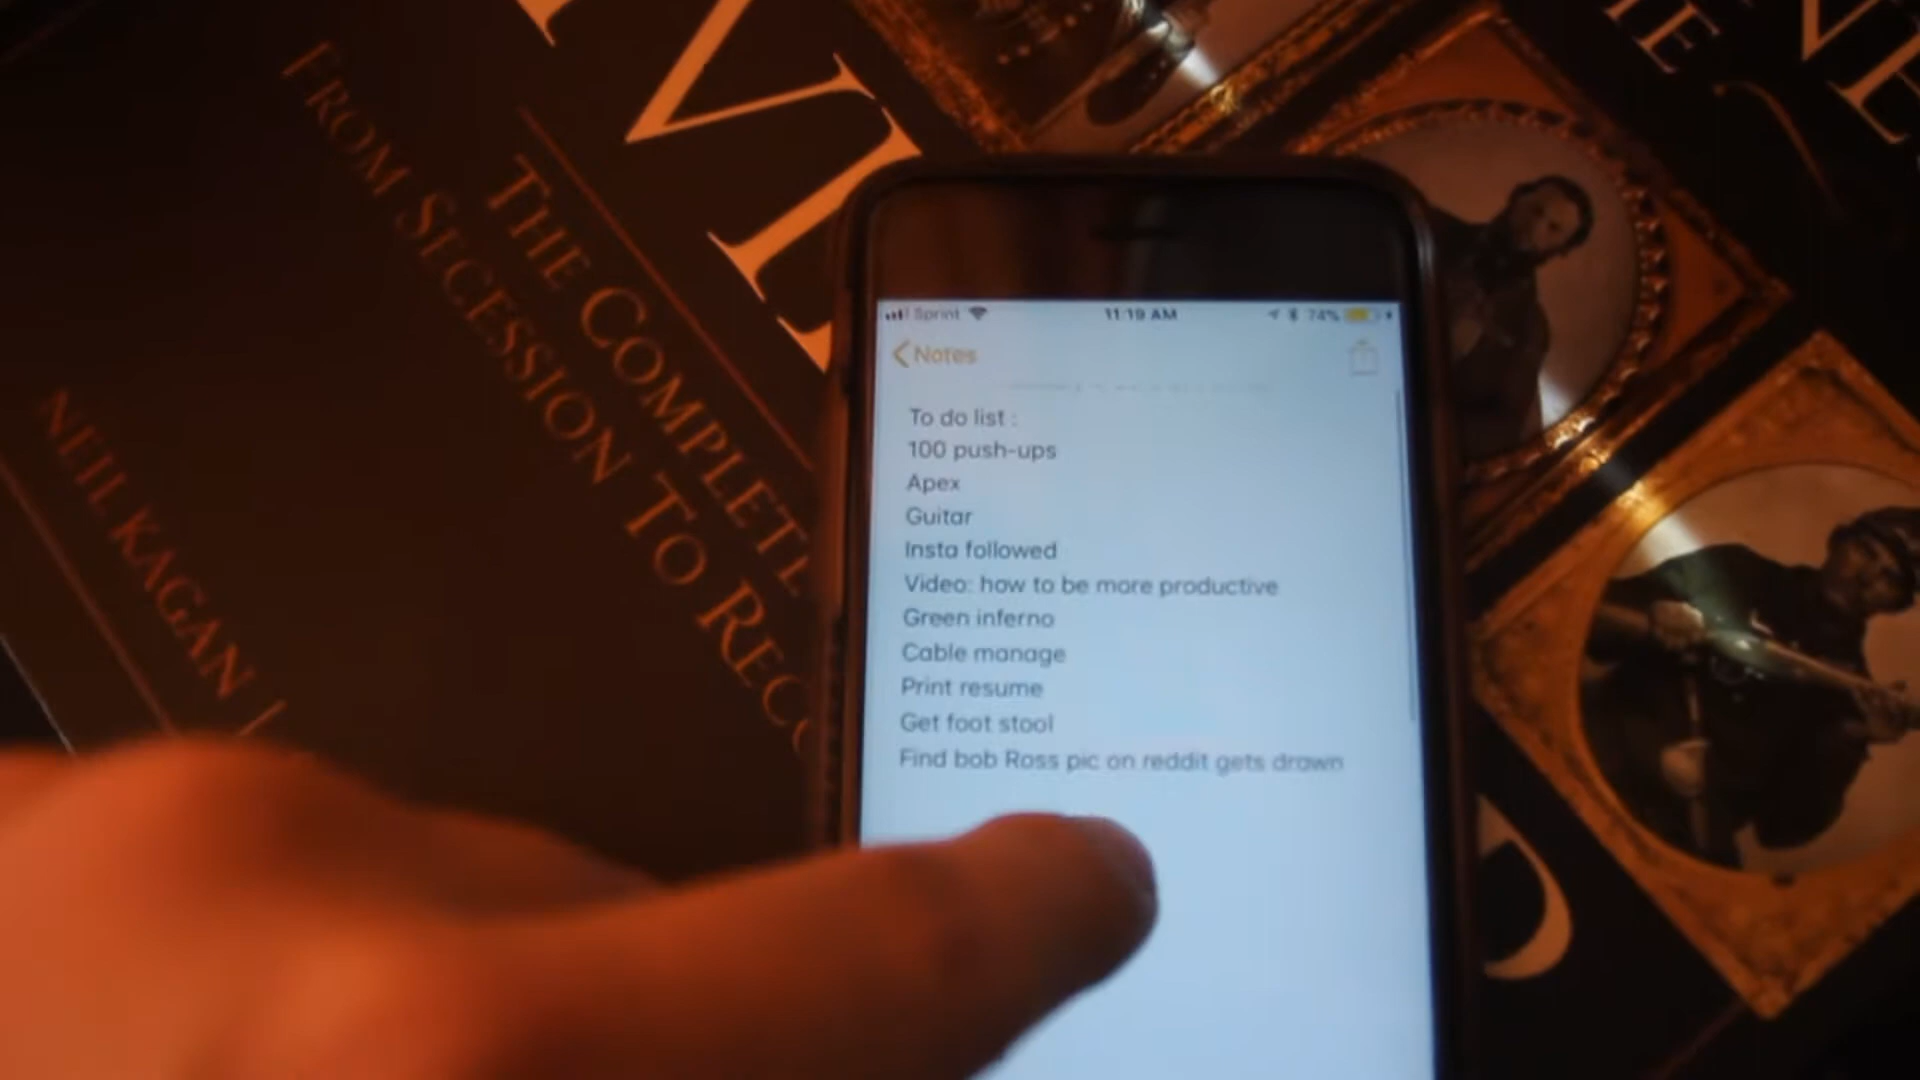 Sprint 11:19 AM 74%
Notes
To do list :
100 push-ups
Apex
Guitar
Insta followed
Video: how to be more productive
Green inferno
Cable manage
Print resume
Get foot stool
Find bob Ross pic on reddit gets drawn
THE COMPLETE
FROM SECESSION TO
NEIL KAGAN